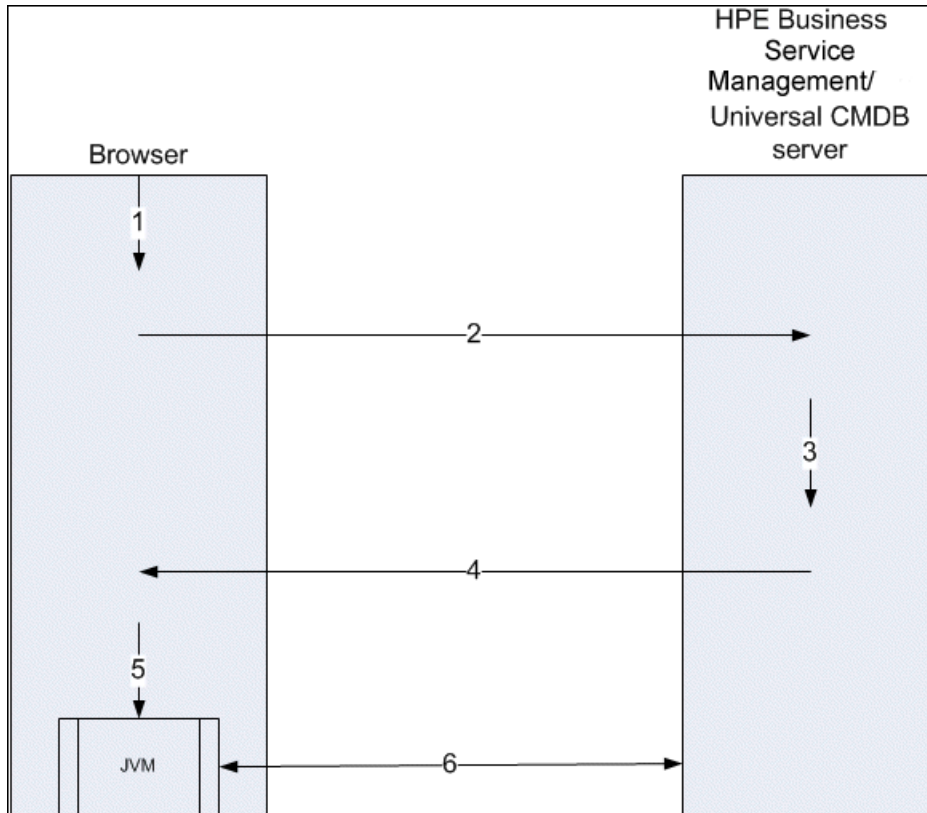 HPE Business
Service
Management/
Universal CMDB
server
Browser
1
2
3
4
5
JVM
6